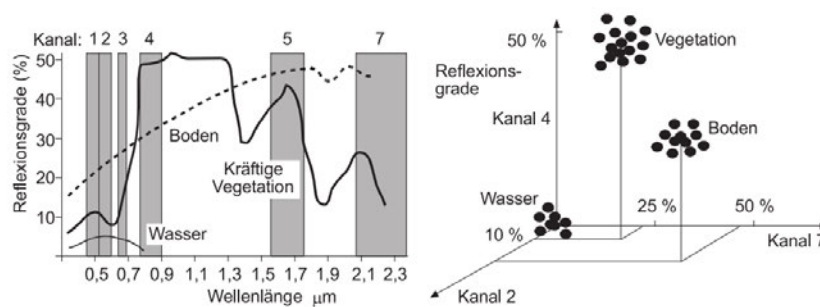 Kanal: 1 2 3 4 5 7
Reflexionsgrade (%)
50
40
30
20
10
Boden
Kräftige
Vegetation
Wasser
0,5 0,7 0,9 1,1 1,3 1,5 1,7 1,9 2,1 2,3
Wellenlänge µm
50 %
Vegetation
Reflexions-
grade
Kanal 4
Boden
Wasser
25 % 50 %
10 %
Kanal 7
Kanal 2